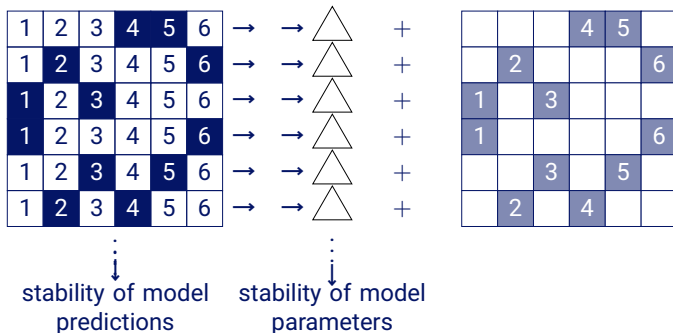 1 2 3 4 5 6 → → + 4 5
1 2 3 4 5 6 → → + 2 6
1 2 3 4 5 6 → → + 1 3
1 2 3 4 5 6 → → + 1 6
1 2 3 4 5 6 → → + 3 5
1 2 3 4 5 6 → → + 2 4
stability of model
predictions
stability of model
parameters